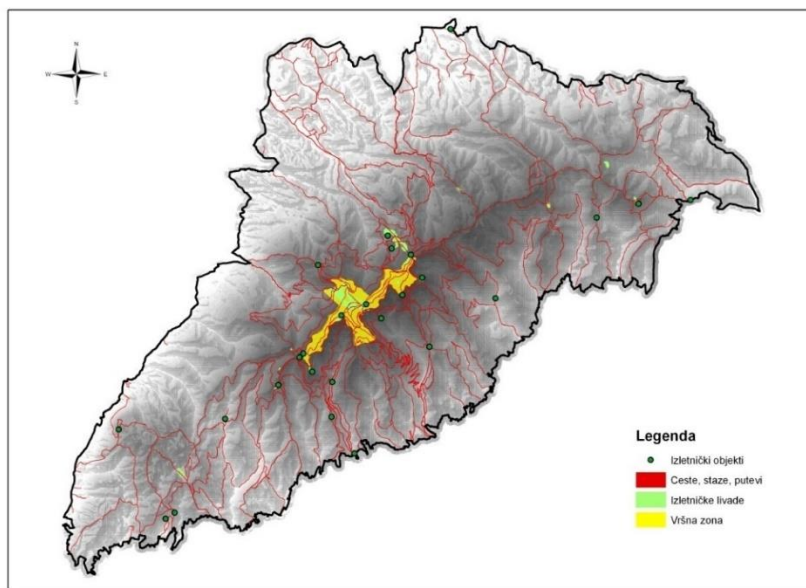 N
W E
S
Legenda
Izletnički objekti
Ceste, staze, putevi
Izletničke livade
Vršna zona